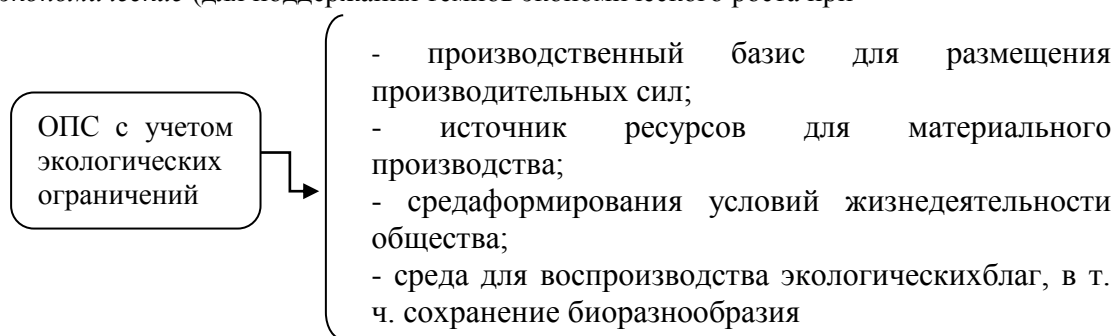 экономические (для поддержания темпов экономического роста при
ОПС с учетом
экологических
ограничений
- производственный базис для размещения
производительных сил;
- источник ресурсов для материального
производства;
- средаформирования условий жизнедеятельности
общества;
- среда для воспроизводства экологическихблаг, в т.
ч. сохранение биоразнообразия